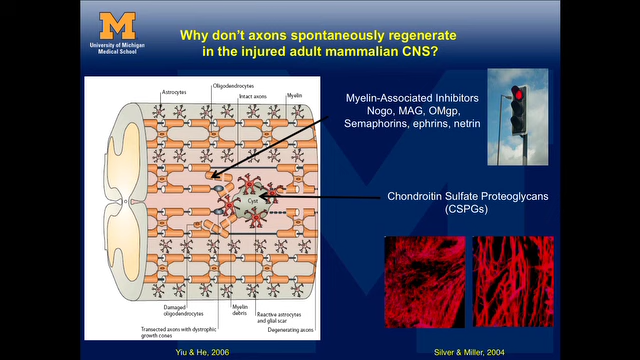 M
University of Michigan
Medical School
Why don't axons spontaneously regenerate
in the injured adult mammalian CNS?
Astrocytes
Oligodendrocytes
Intact axons
Myelin
Cyst
Damaged
oligodendrocytes
Myelin
debris
Reactive astrocytes
and glial scar
Transected axons with dystrophic
growth cones
Degenerating axons
Yiu & He, 2006
Myelin-Associated Inhibitors
Nogo, MAG, OMgp,
Semaphorins, ephrins, netrin
Chondroitin Sulfate Proteoglycans
(CSPGs)
Silver & Miller, 2004